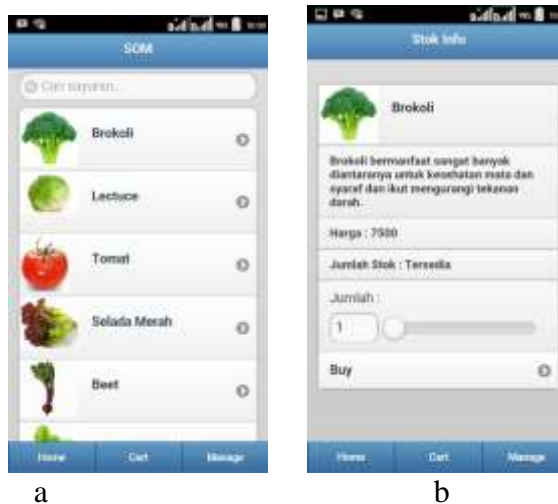 SOM
Cari sayuran...
Brokoli
Lectuce
Tomat
Selada Merah
Beet
Home Cart Manage
a
Stok Info
Brokoli
Brokoli bermanfaat sangat banyak
diantaranya untuk kesehatan mata dan
syaraf dan ikut mengurangi tekanan
darah.
Harga : 7500
Jumlah Stok : Tersedia
Jumlah :
1
Buy
Home Cart Manage
b